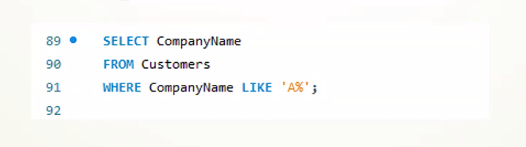 89 SELECT CompanyName
90 FROM Customers
91 WHERE CompanyName LIKE 'A%';
92